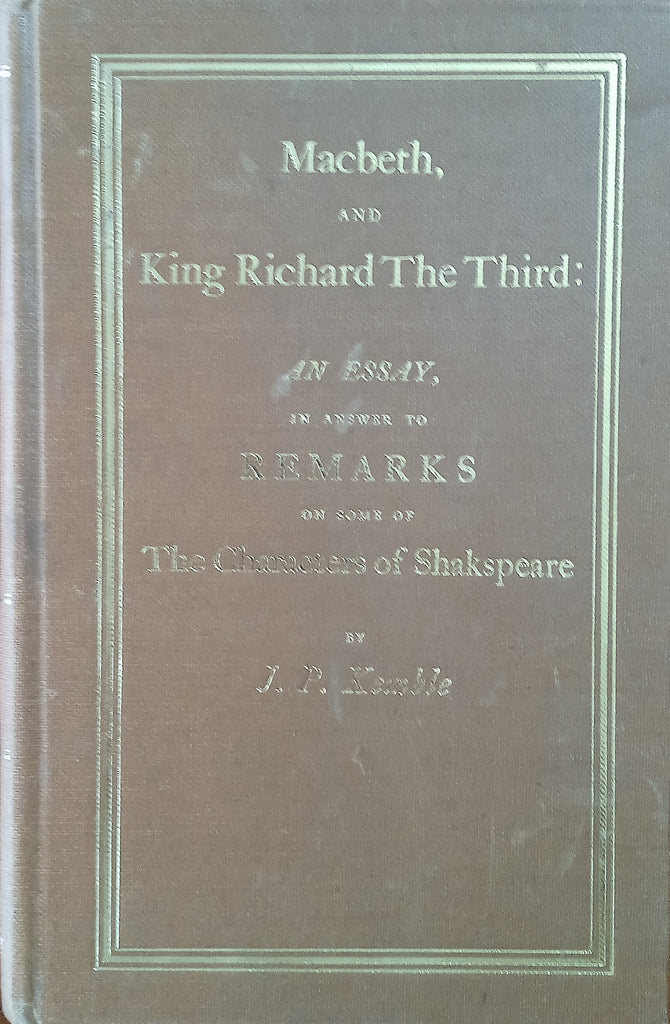 Macbeth,
AND
King Richard The Third:
AN ESSAY,
IN ANSWER TO
REMARKS
ON SOME OF
The Characters of Shakspeare
BY
J. P. Kemble